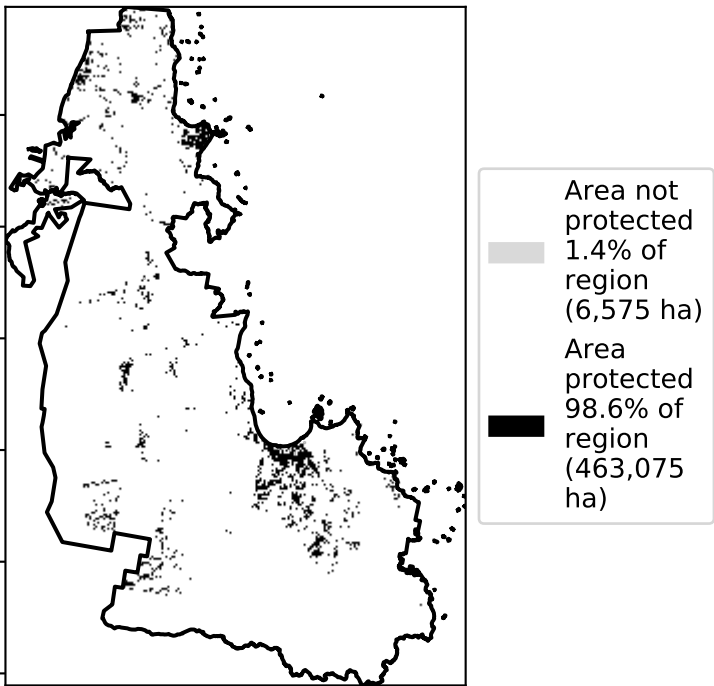 Area not
protected
1.4% of
region
(6,575 ha)
Area
protected
98.6% of
region
(463,075
ha)